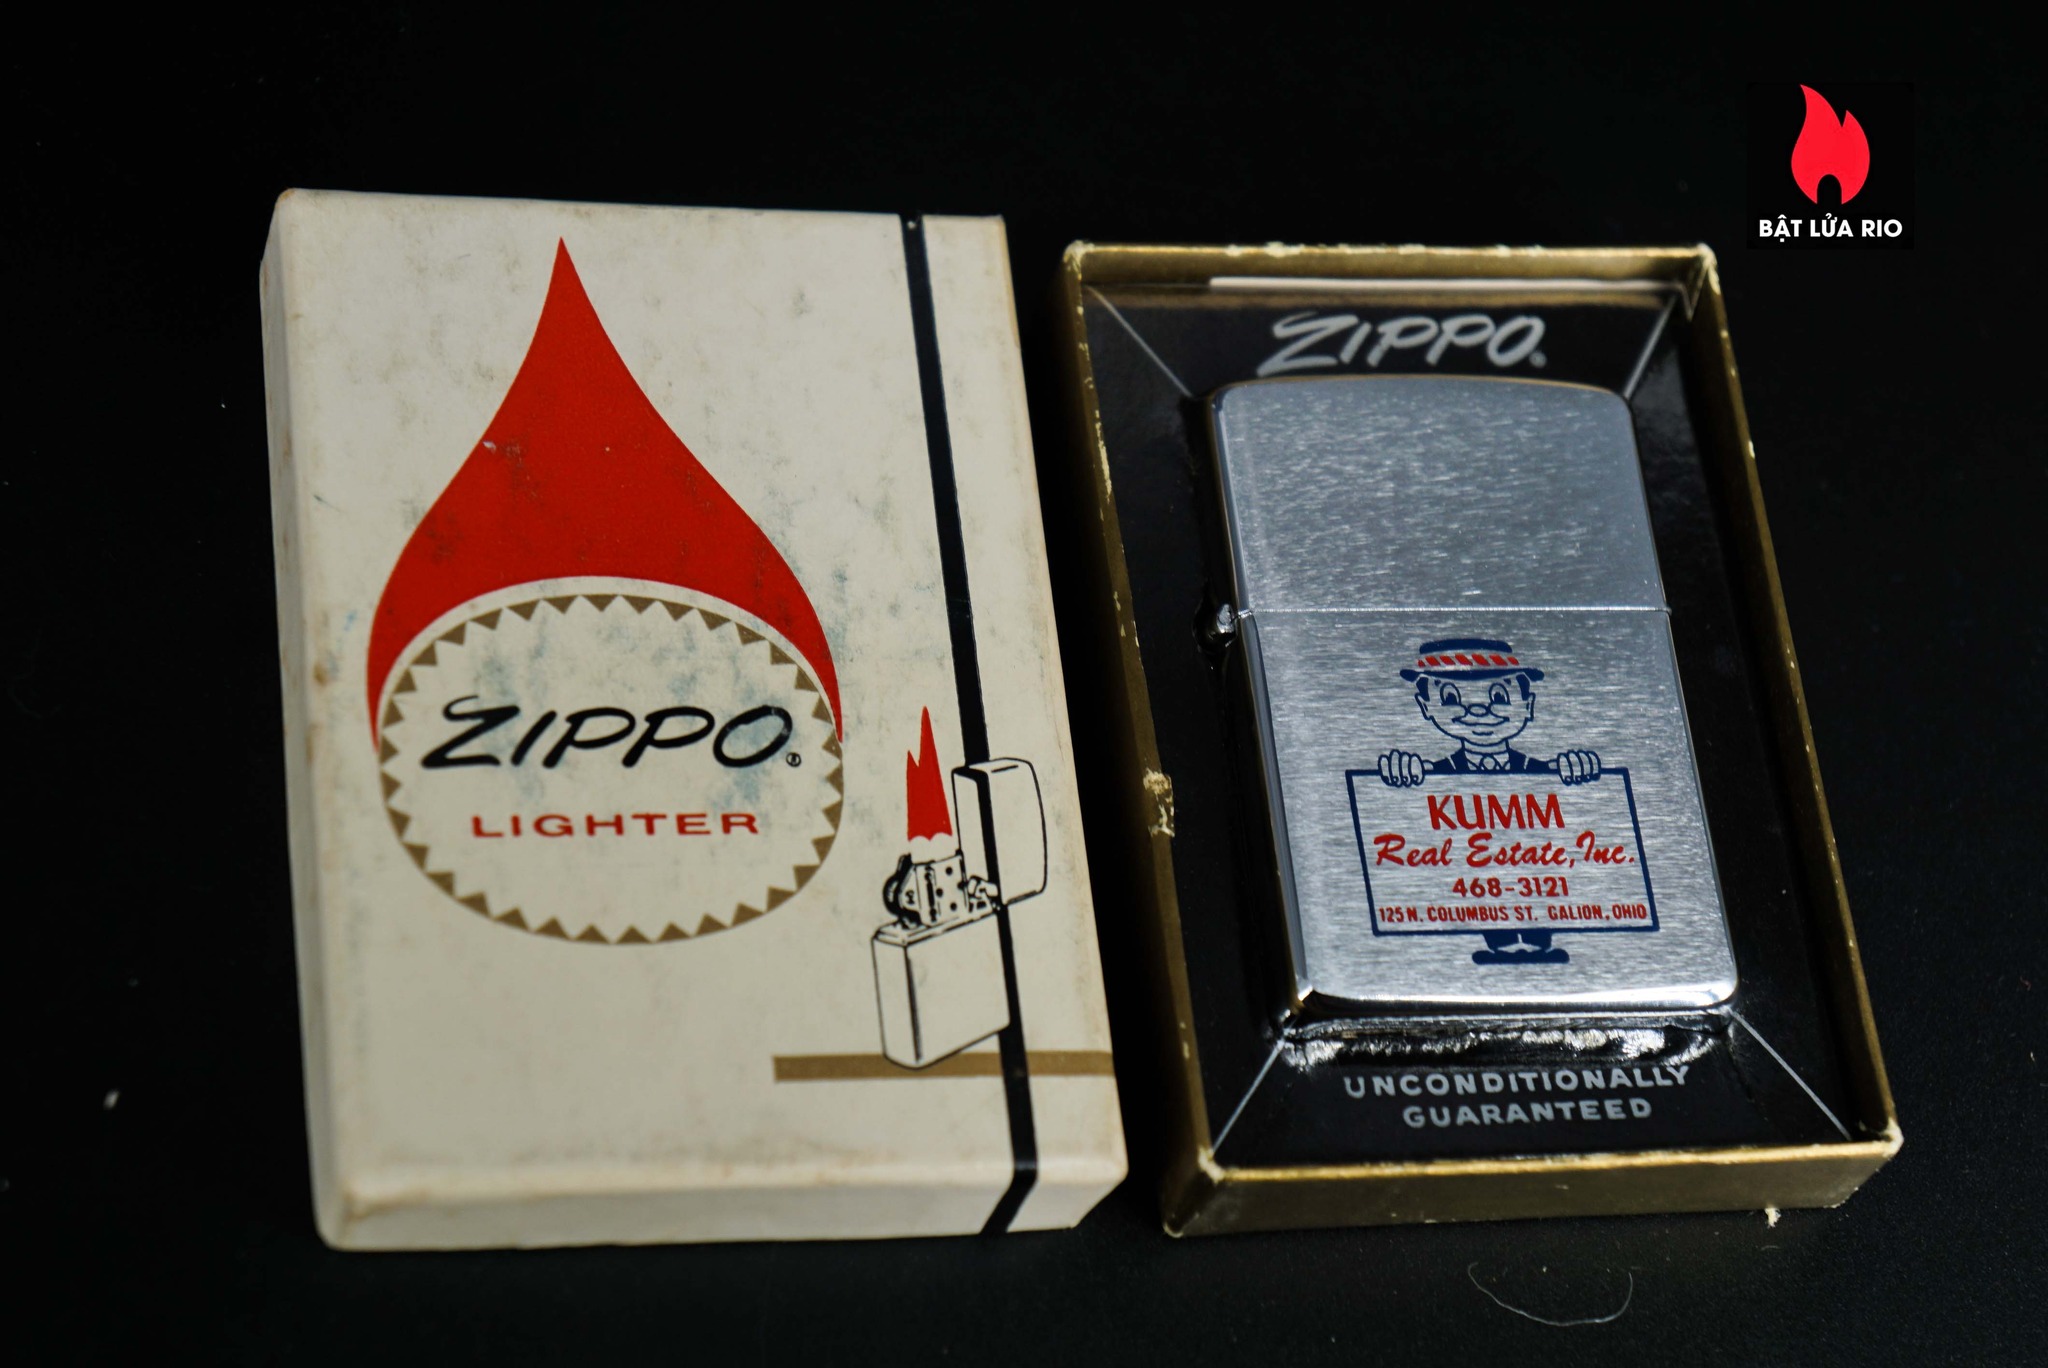 BẬT LỬA RIO
ZIPPO®
LIGHTER
ZIPPO®
KUMM
Real Estate, Inc.
468-3121
125 N. COLUMBUS ST. GALION, OHIO
UNCONDITIONALLY
GUARANTEED